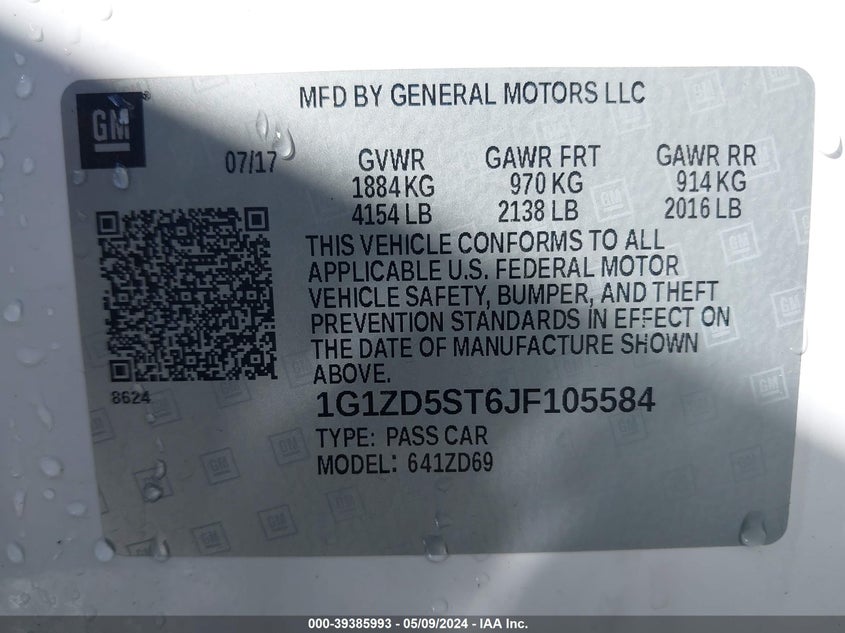 MFD BY GENERAL MOTORS LLC
GM®
07/17
GVWR
1884 KG
4154 LB
GAWR FRT
970 KG
2138 LB
GAWR RR
914 KG
2016 LB
THIS VEHICLE CONFORMS TO ALL
APPLICABLE U.S. FEDERAL MOTOR
VEHICLE SAFETY, BUMPER, AND THEFT
PREVENTION STANDARDS IN EFFECT ON
THE DATE OF MANUFACTURE SHOWN
ABOVE.
8624
1G1ZD5ST6JF105584
TYPE: PASS CAR
MODEL: 641ZD69
000-39385993 - 05/09/2024 - IAA Inc.